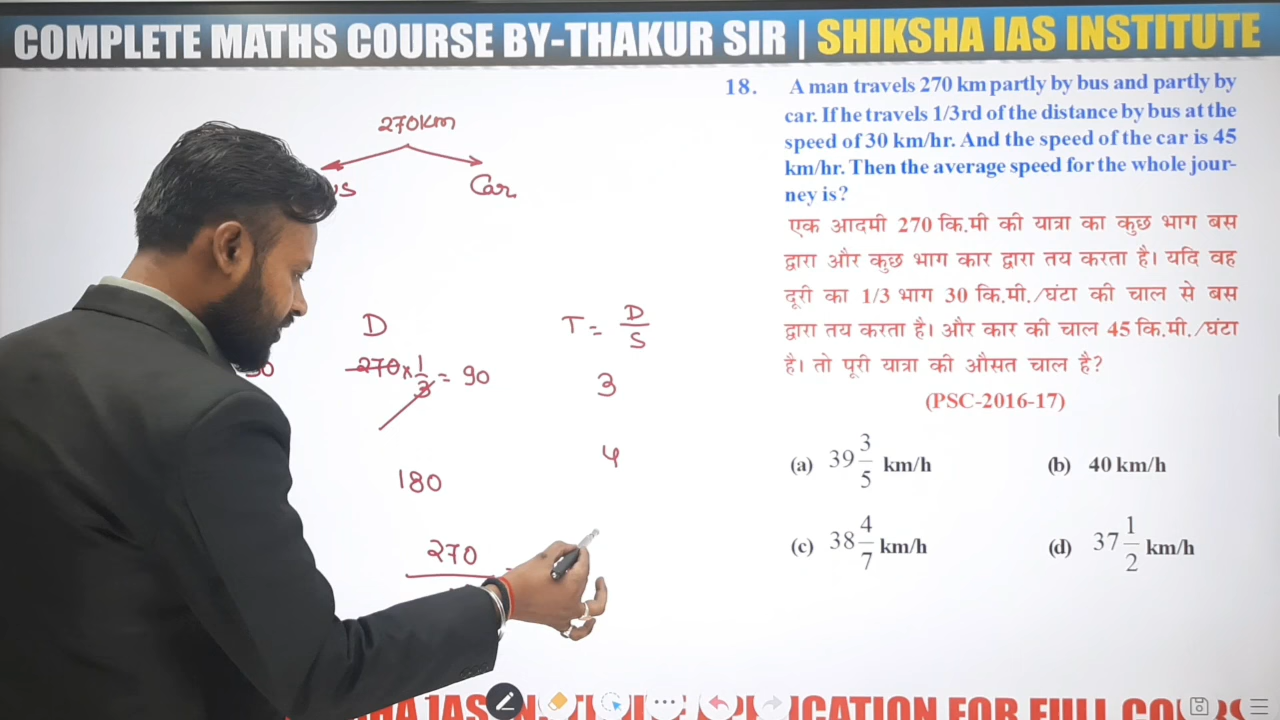 COMPLETE MATHS COURSE BY-THAKUR SIR | SHIKSHA IAS INSTITUTE
270km
Car
D
T = D/S
270 × 1/3 = 90
3
4
180
270
18. A man travels 270 km partly by bus and partly by
car. If he travels 1/3rd of the distance by bus at the
speed of 30 km/hr. And the speed of the car is 45
km/hr. Then the average speed for the whole jour-
ney is?
एक आदमी 270 कि.मी की यात्रा का कुछ भाग बस
द्वारा और कुछ भाग कार द्वारा तय करता है। यदि वह
दूरी का 1/3 भाग 30 कि.मी./घंटा की चाल से बस
द्वारा तय करता है। और कार की चाल 45 कि.मी./घंटा
है। तो पूरी यात्रा की औसत चाल है?
(PSC-2016-17)
(a) 39 3/5 km/h (b) 40 km/h
(c) 38 4/7 km/h (d) 37 1/2 km/h
FOR FULL